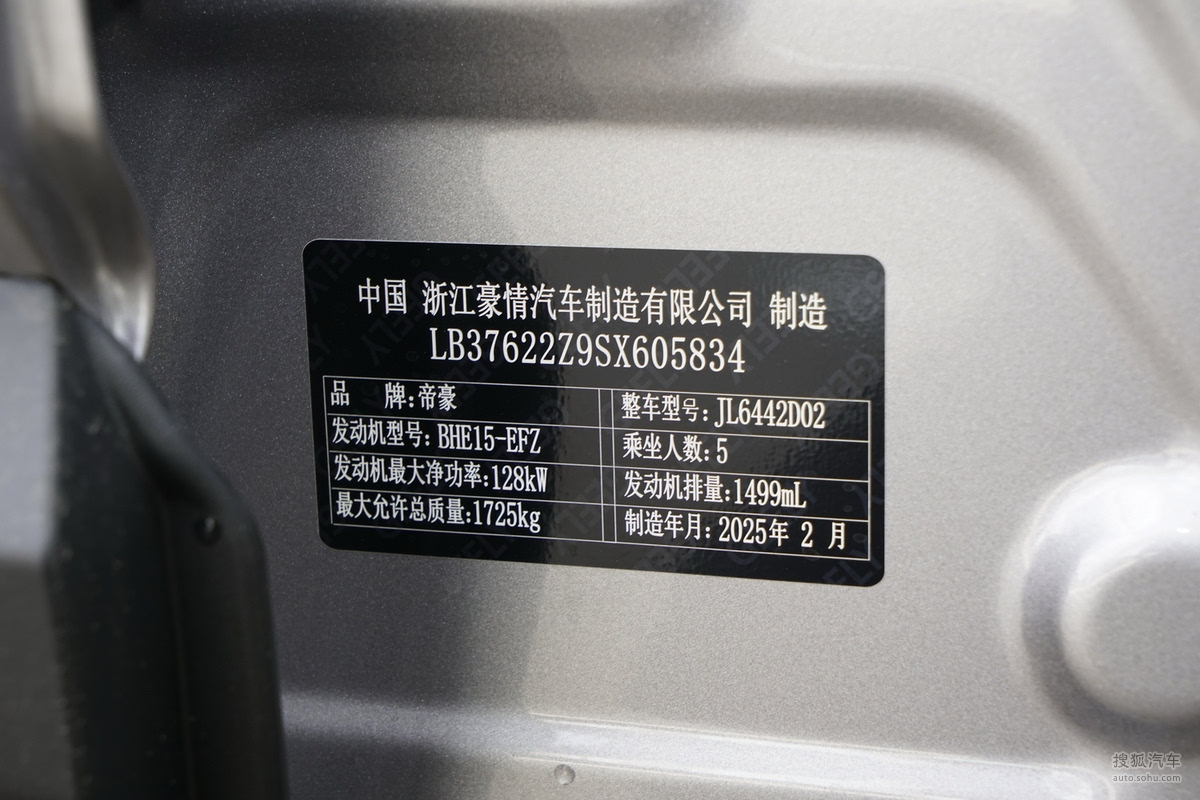 中国 浙江豪情汽车制造有限公司 制造
LB37622Z9SX605834
品 牌:帝豪 整车型号:JL6442D02
发动机型号:BHE15-EFZ 乘坐人数:5
发动机最大净功率:128kW 发动机排量:1499mL
最大允许总质量:1725kg 制造年月:2025年 2 月
搜狐汽车
auto.sohu.com